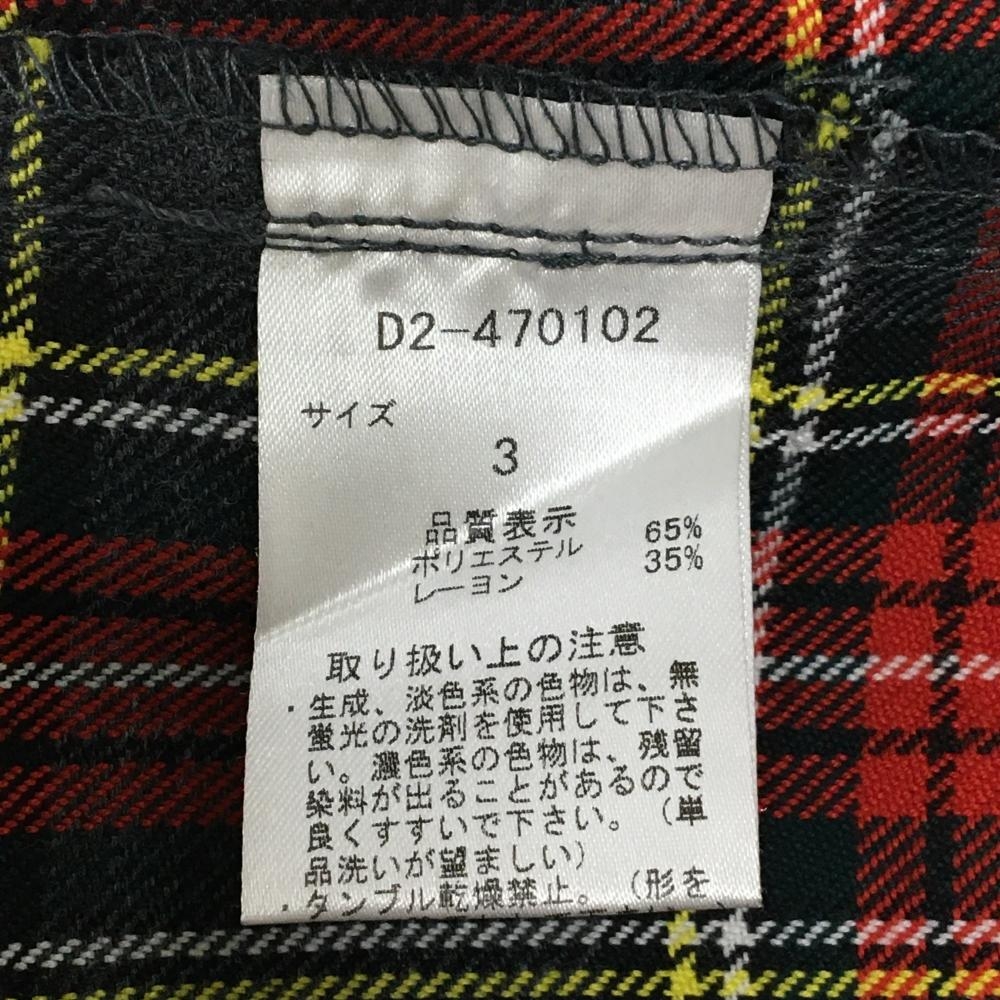 D2-470102
サイズ
3
品質表示
ポリエステル 65%
レーヨン 35%
取り扱い上の注意
・生成、淡色系の色物は、無
蛍光の洗剤を使用して下さ
い。濃色系の色物は、残留
染料が出ることがあるので
良くすすいで下さい。（単
品洗いが望ましい）
・タンブル乾燥禁止。（形を